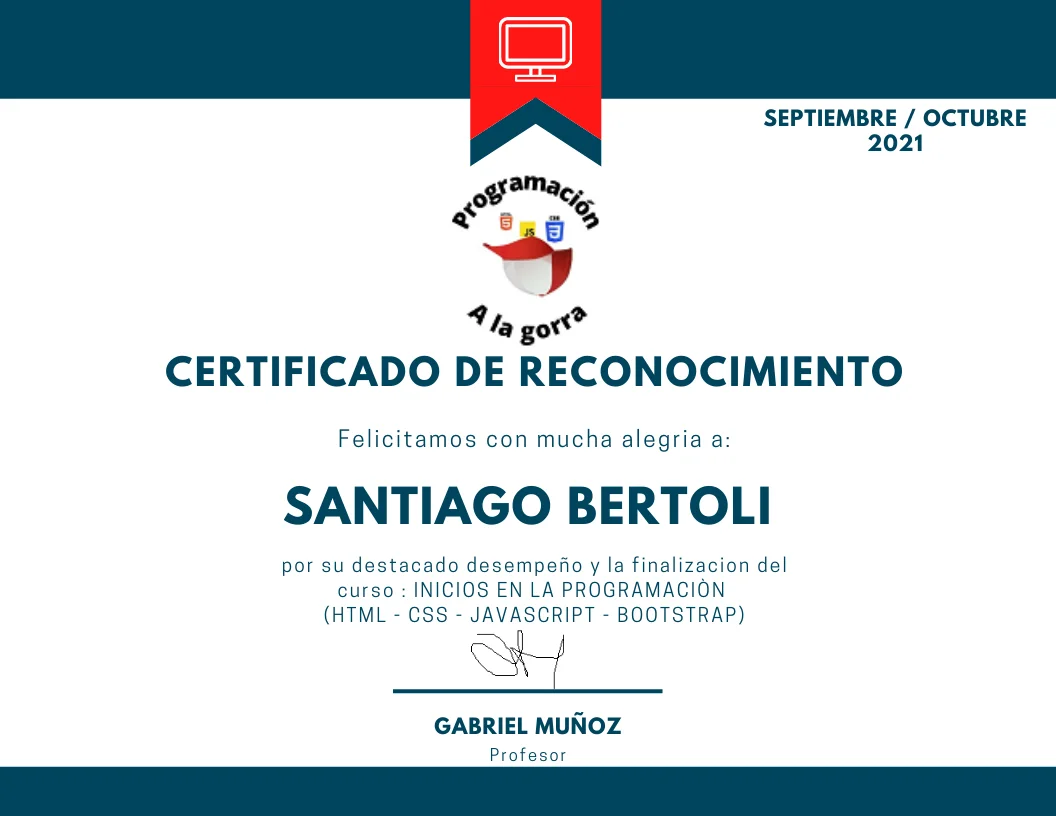 SEPTIEMBRE / OCTUBRE
2021
Programación
HTML
5
JS
CSS
3
A la gorra
CERTIFICADO DE RECONOCIMIENTO
Felicitamos con mucha alegria a:
SANTIAGO BERTOLI
por su destacado desempeño y la finalizacion del
curso : INICIOS EN LA PROGRAMACIÒN
(HTML - CSS - JAVASCRIPT - BOOTSTRAP)
GABRIEL MUÑOZ
Profesor